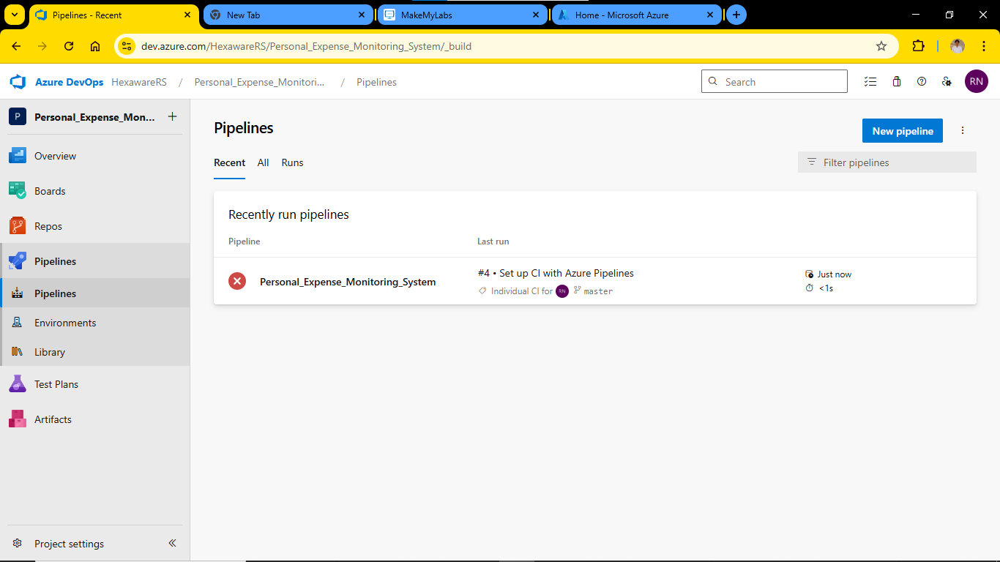 Pipelines - Recent
New Tab
MakeMyLabs
Home - Microsoft Azure
dev.azure.com/HexawareRS/Personal_Expense_Monitoring_System/_build
Azure DevOps HexawareRS / Personal_Expense_Monitori... / Pipelines
Search
RN
P Personal_Expense_Mon...
Overview
Boards
Repos
Pipelines
Pipelines
Environments
Library
Test Plans
Artifacts
Project settings
Pipelines
New pipeline
Recent All Runs
Filter pipelines
Recently run pipelines
Pipeline Last run
Personal_Expense_Monitoring_System
#4 • Set up CI with Azure Pipelines
Individual CI for RN master
Just now
<1s